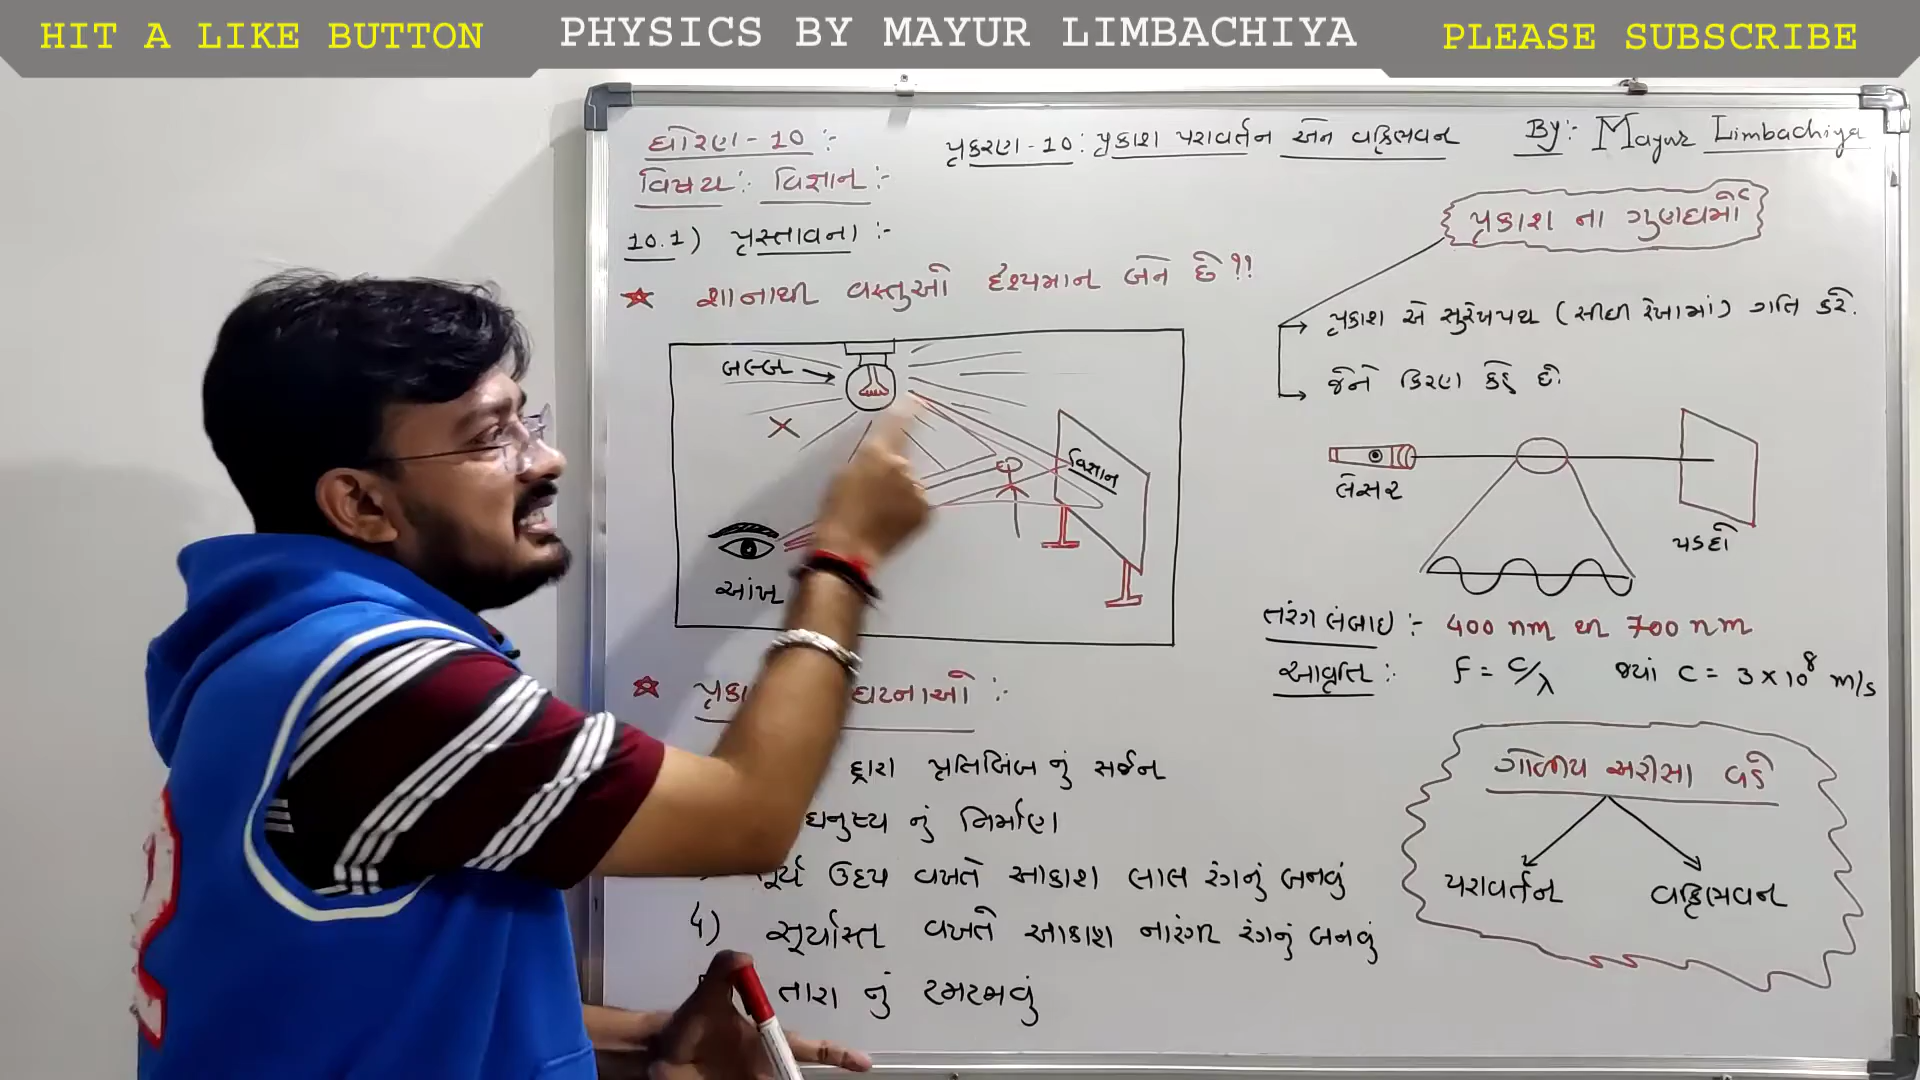 HIT A LIKE BUTTON
PHYSICS BY MAYUR LIMBACHIYA
PLEASE SUBSCRIBE
ધોરણ - 10 :-
પ્રકરણ - 10 : પ્રકાશ પરાવર્તન અને વક્રિભવન
By :- Mayur Limbachiya
વિષય :- વિજ્ઞાન :-
10.1) પ્રસ્તાવના :-
શાનાથી વસ્તુઓ દ્રશ્યમાન બને છે ?!!
બલ્બ
વિજ્ઞાન
આંખ
પ્રકાશ ના ગુણધર્મો
પ્રકાશ એ સુરેખપથ (સીધી રેખામાં) ગતિ કરે.
જેને કિરણ કહે છે.
લેસર
પડદો
તરંગલંબાઇ :- 400 nm થી 700 nm
આવૃત્તિ :- f = c/λ જ્યાં c = 3 × 10⁸ m/s
ઘટનાઓ :-
દ્વારા પ્રતિબિંબ નું સર્જન
ધનુષ્ય નું નિર્માણ
ઉદય વખતે આકાશ લાલ રંગનું બનવું
4) સૂર્યાસ્ત વખતે આકાશ નારંગી રંગનું બનવું
તારા નું ટમટમવું
ગોળીય અરીસા વડે
પરાવર્તન
વક્રિભવન